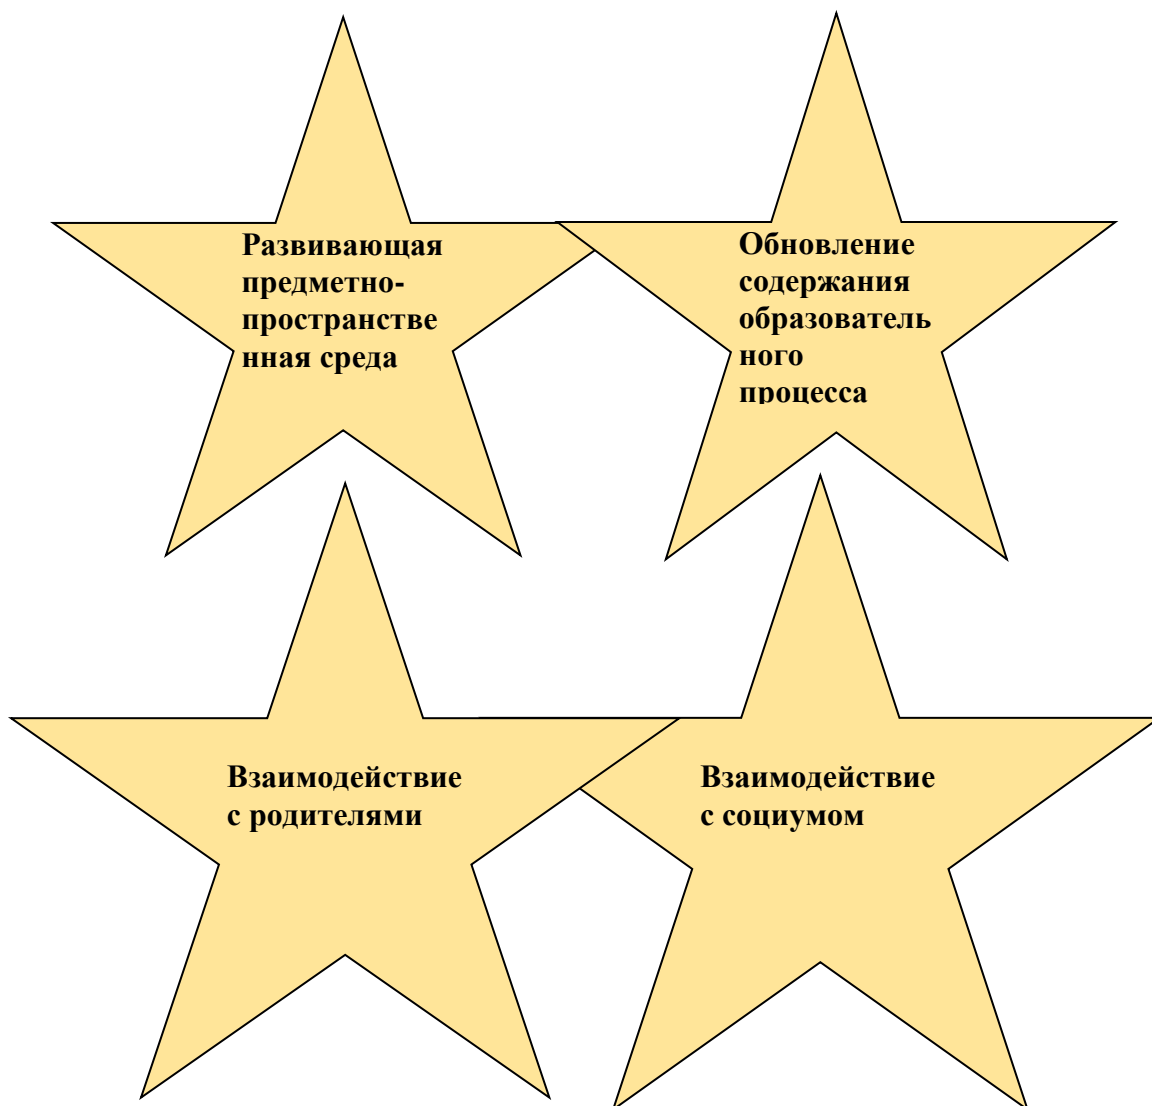 Развивающая
предметно-
пространстве
нная среда
Обновление
содержания
образователь
ного
процесса
Взаимодействие
с родителями
Взаимодействие
с социумом